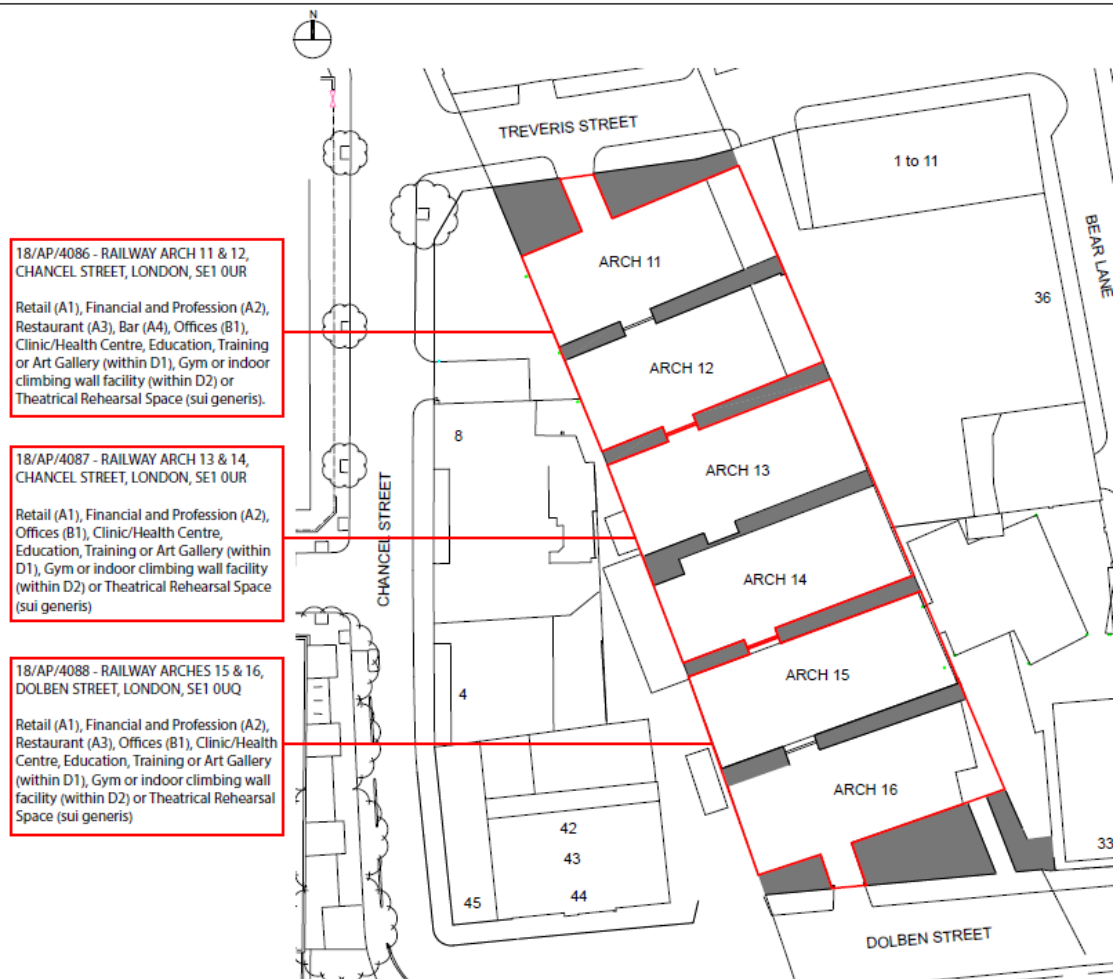 N
TREVERIS STREET
1 to 11
BEAR LANE
36
ARCH 11
18/AP/4086 - RAILWAY ARCH 11 & 12,
CHANCEL STREET, LONDON, SE1 0UR
Retail (A1), Financial and Profession (A2),
Restaurant (A3), Bar (A4), Offices (B1),
Clinic/Health Centre, Education, Training
or Art Gallery (within D1), Gym or indoor
climbing wall facility (within D2) or
Theatrical Rehearsal Space (sui generis).
ARCH 12
8
18/AP/4087 - RAILWAY ARCH 13 & 14,
CHANCEL STREET, LONDON, SE1 0UR
Retail (A1), Financial and Profession (A2),
Offices (B1), Clinic/Health Centre,
Education, Training or Art Gallery (within
D1), Gym or indoor climbing wall facility
(within D2) or Theatrical Rehearsal Space
(sui generis)
CHANCEL STREET
ARCH 13
ARCH 14
18/AP/4088 - RAILWAY ARCHES 15 & 16,
DOLBEN STREET, LONDON, SE1 0UQ
Retail (A1), Financial and Profession (A2),
Restaurant (A3), Offices (B1), Clinic/Health
Centre, Education, Training or Art Gallery
(within D1), Gym or indoor climbing wall
facility (within D2) or Theatrical Rehearsal
Space (sui generis)
4
ARCH 15
ARCH 16
42
43
44
45
33
DOLBEN STREET